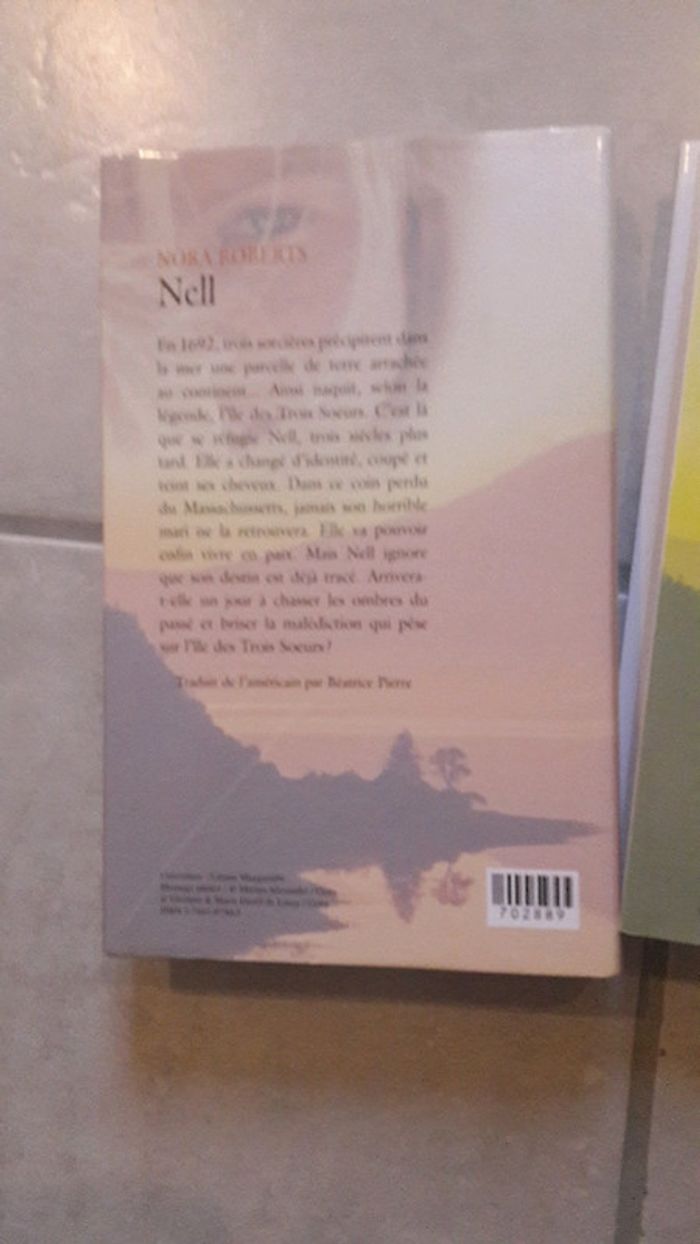 NORA ROBERTS
Nell
En 1692, trois sorcières précipitent dans
la mer une parcelle de terre arrachée
au continent... Ainsi naquit, selon la
légende, l'île des Trois Soeurs. C'est là
que se réfugie Nell, trois siècles plus
tard. Elle a changé d'identité, coupé et
teint ses cheveux. Dans ce coin perdu
du Massachussetts, jamais son horrible
mari ne la retrouvera. Elle va pouvoir
enfin vivre en paix. Mais Nell ignore
que son destin est déjà tracé. Arrivera-
t-elle un jour à chasser les ombres du
passé et briser la malédiction qui pèse
sur l'île des Trois Soeurs?
Traduit de l'américain par Béatrice Pierre
702889